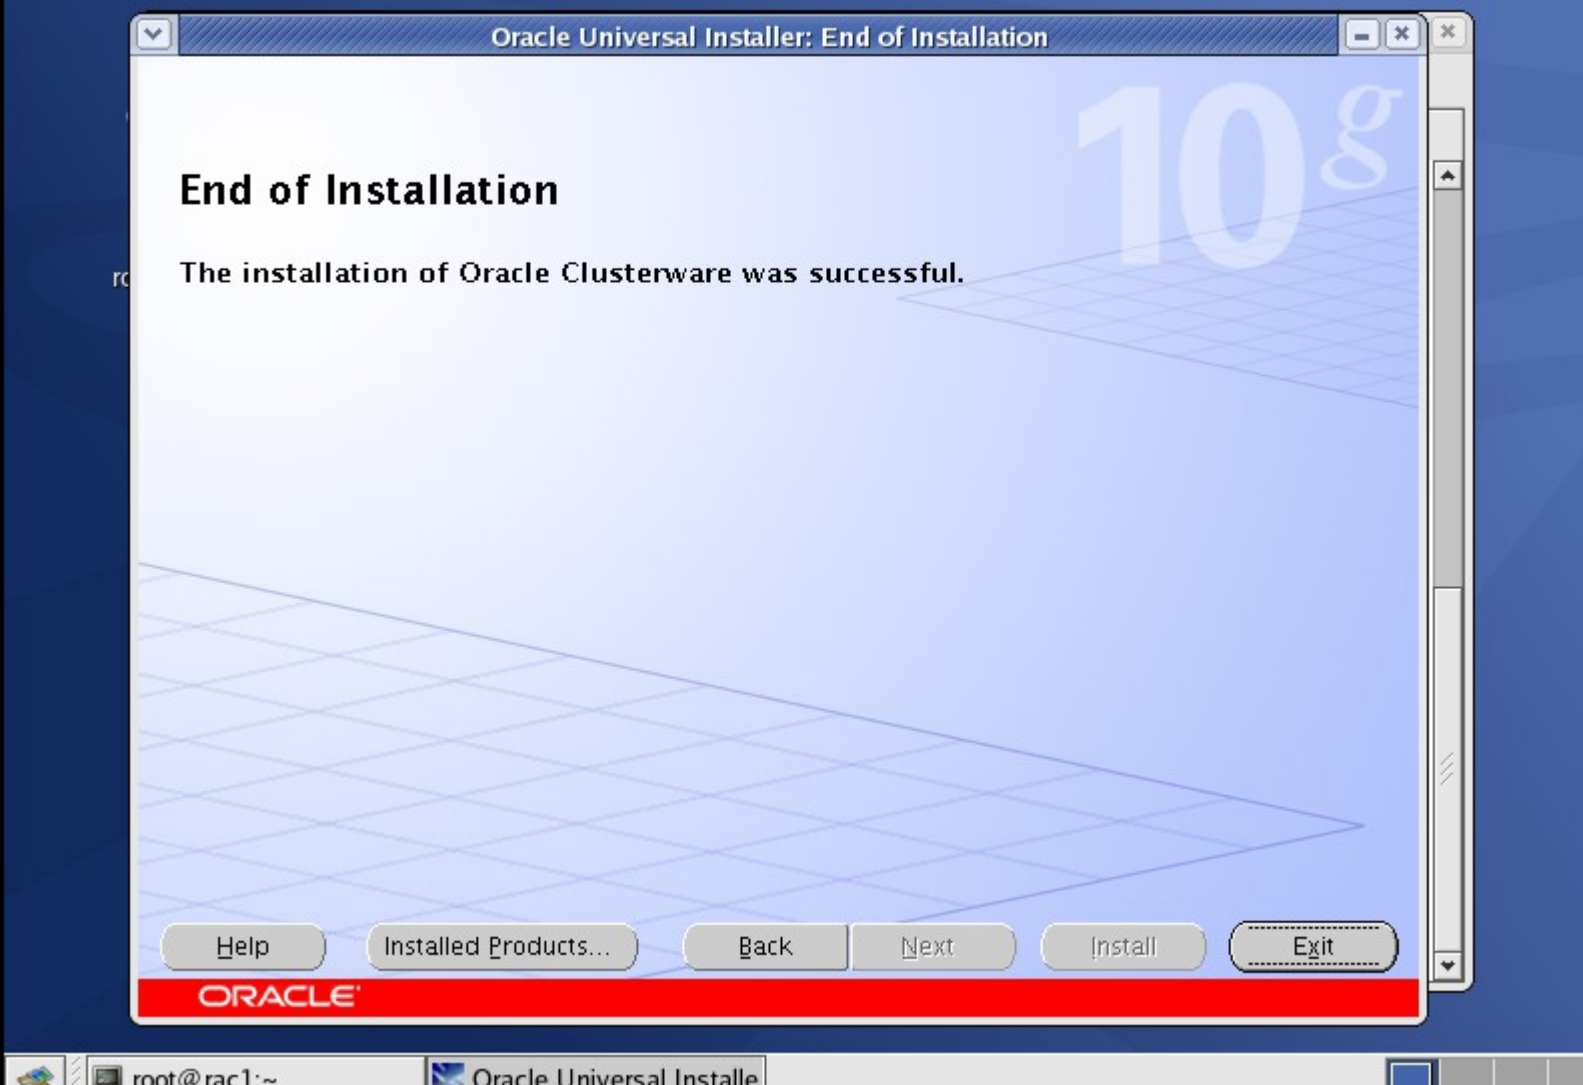 Oracle Universal Installer: End of Installation
10g
End of Installation
The installation of Oracle Clusterware was successful.
Help
Installed Products...
Back
Next
Install
Exit
ORACLE
root@rac1:~
Oracle Universal Installe